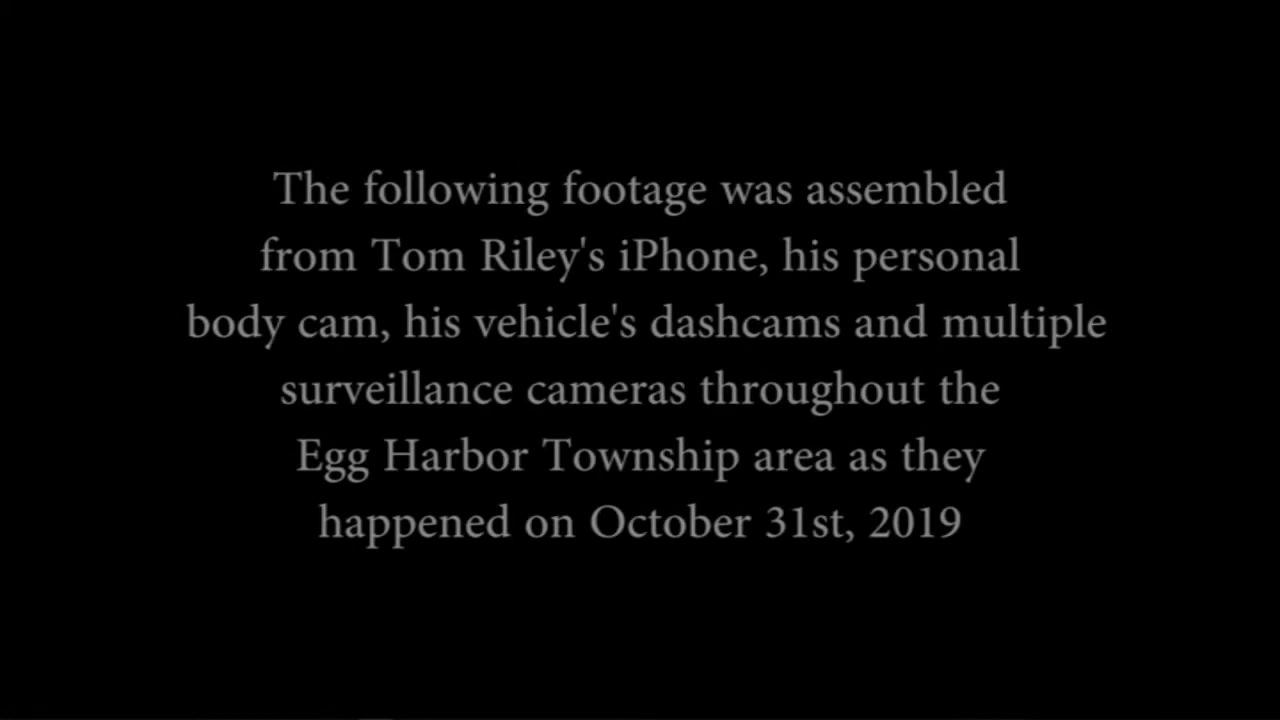 The following footage was assembled
from Tom Riley's iPhone, his personal
body cam, his vehicle's dashcams and multiple
surveillance cameras throughout the
Egg Harbor Township area as they
happened on October 31st, 2019